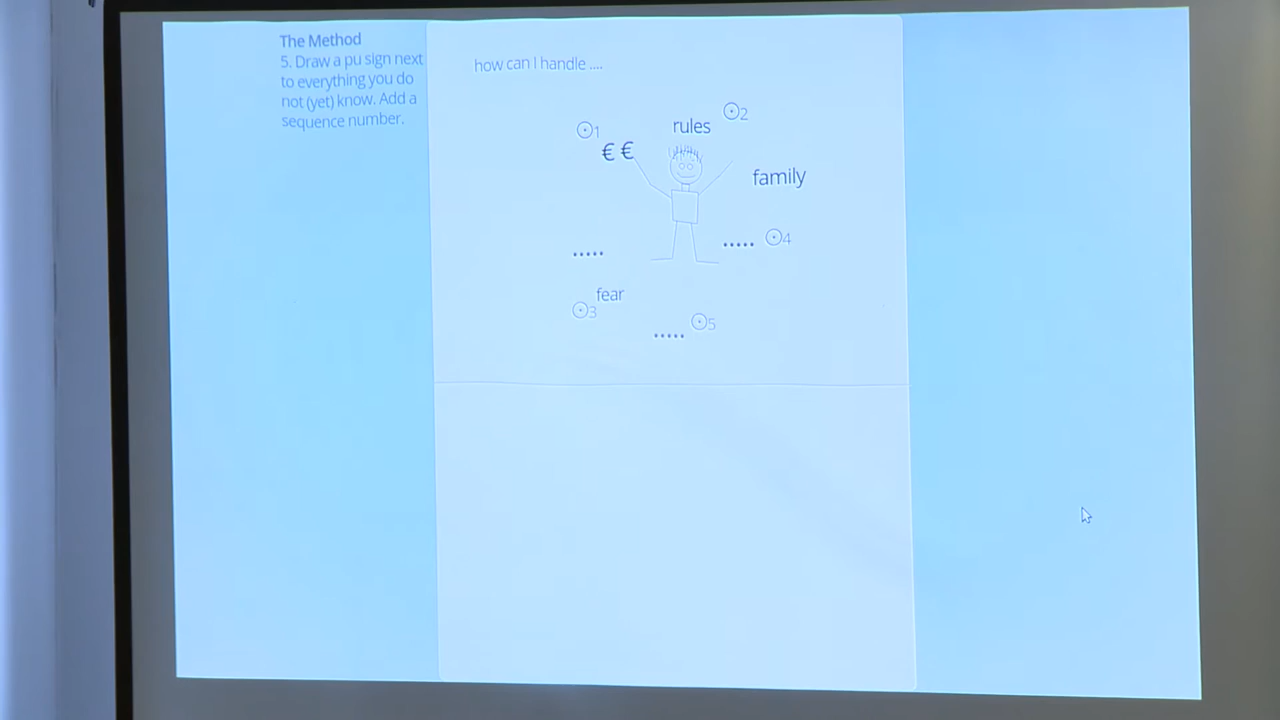 The Method
5. Draw a pu sign next
to everything you do
not (yet) know. Add a
sequence number.
how can I handle ....
⊙2
⊙1
rules
€ €
family
..... ⊙4
.....
fear
⊙3
..... ⊙5